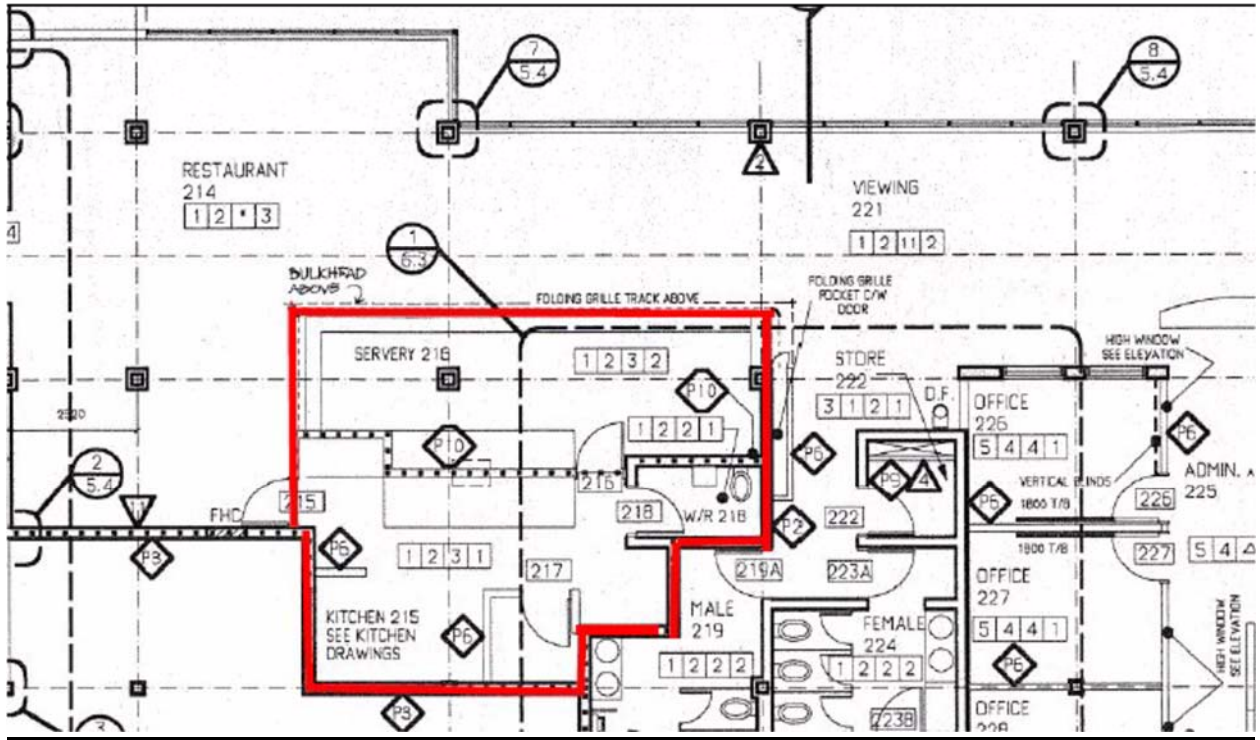 7
5.4
8
5.4
RESTAURANT
214
1 2 * 3
2
VIEWING
221
1 2 11 2
4
1
6.3
BULKHEAD
ABOVE
FOLDING GRILLE TRACK ABOVE
FOLDING GRILLE
POCKET C/W
DOOR
HIGH WINDOW
SEE ELEVATION
SERVERY 216
1 2 3 2
STORE
222
3 1 2 1
D.F.
P10
OFFICE
226
5 4 4 1
P6
2520
1 2 2 1
P10
P6
P9
4
VERTICAL BLINDS
1800 T/B
ADMIN.
225
2
5.4
11
FHC
215
216
W/R 218
218
P2
222
P6
226
P3
P6
1 2 3 1
217
219A
223A
1800 T/B
227
5 4
OFFICE
227
5 4 4 1
KITCHEN 215
SEE KITCHEN
DRAWINGS
P6
MALE
219
FEMALE
224
1 2 2 2
1 2 2 2
P6
HIGH WINDOW
SEE ELEVATION
P3
223B
OFFICE
228
3